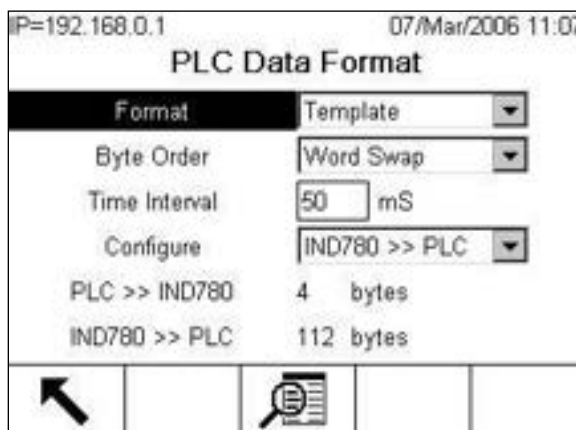 IP=192.168.0.1 07/Mar/2006 11:07
PLC Data Format
Format Template
Byte Order Word Swap
Time Interval 50 mS
Configure IND780 >> PLC
PLC >> IND780 4 bytes
IND780 >> PLC 112 bytes